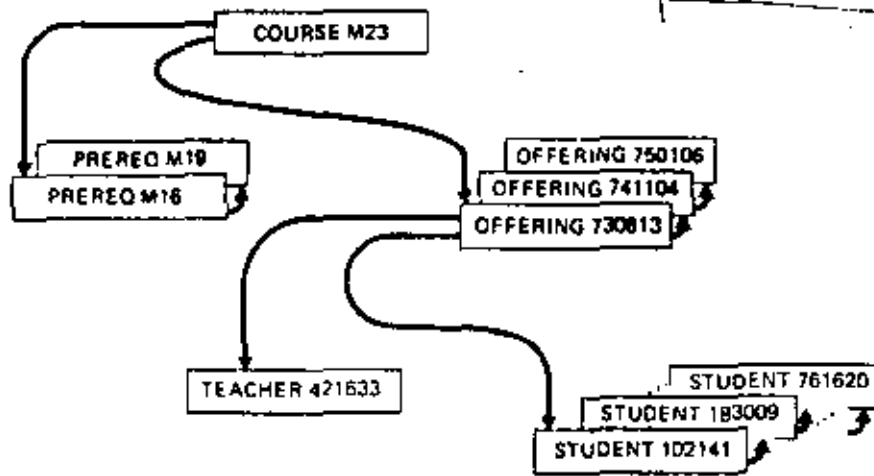 COURSE M23
PREREQ M19
PREREQ M16
OFFERING 750106
OFFERING 741104
OFFERING 730813
TEACHER 421633
STUDENT 761620
STUDENT 183009
STUDENT 102141